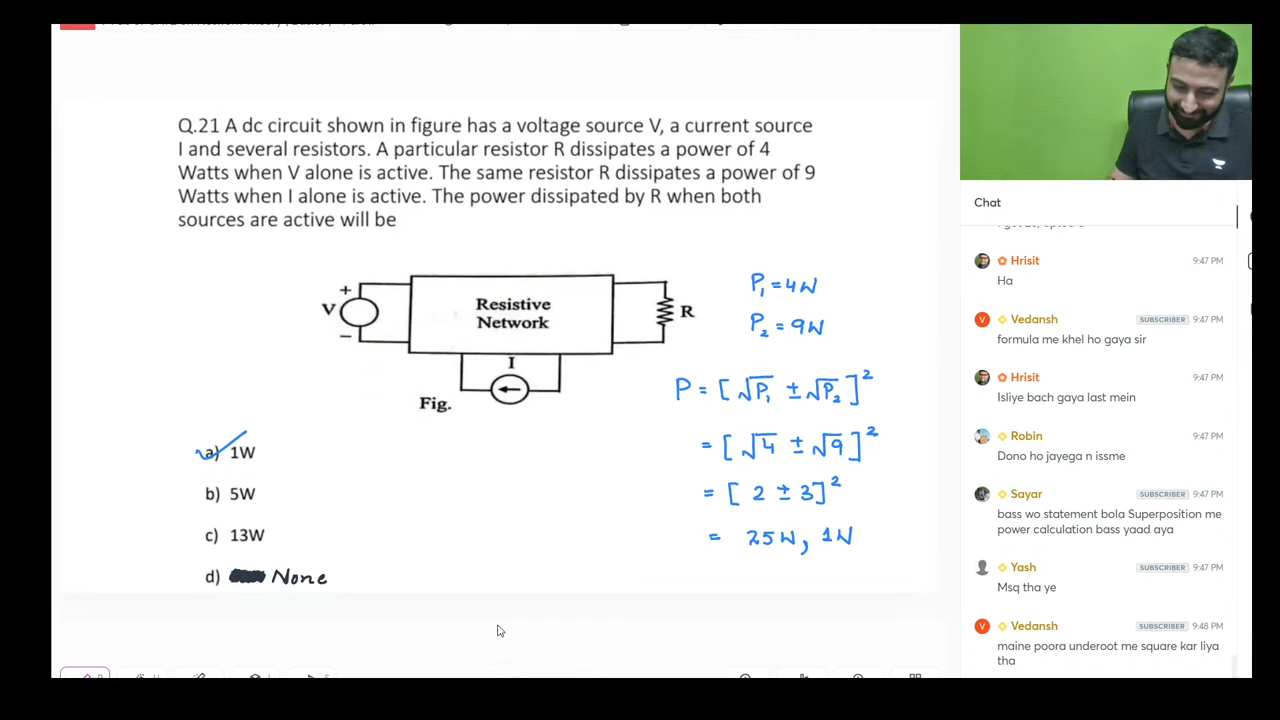 Q.21 A dc circuit shown in figure has a voltage source V, a current source
I and several resistors. A particular resistor R dissipates a power of 4
Watts when V alone is active. The same resistor R dissipates a power of 9
Watts when I alone is active. The power dissipated by R when both
sources are active will be
+
V
−
Resistive
Network
R
I
Fig.
P₁ = 4W
P₂ = 9W
P = [√P₁ ± √P₂]²
= [√4 ± √9]²
= [2 ± 3]²
= 25W, 1W
a) 1W
b) 5W
c) 13W
d) None
Chat
Hrisit 9:47 PM
Ha
V Vedansh SUBSCRIBER 9:47 PM
formula me khel ho gaya sir
Hrisit 9:47 PM
Isliye bach gaya last mein
Robin 9:47 PM
Dono ho jayega n issme
Sayar SUBSCRIBER 9:47 PM
bass wo statement bola Superposition me
power calculation bass yaad aya
Yash SUBSCRIBER 9:47 PM
Msq tha ye
V Vedansh SUBSCRIBER 9:48 PM
maine poora underoot me square kar liya
tha